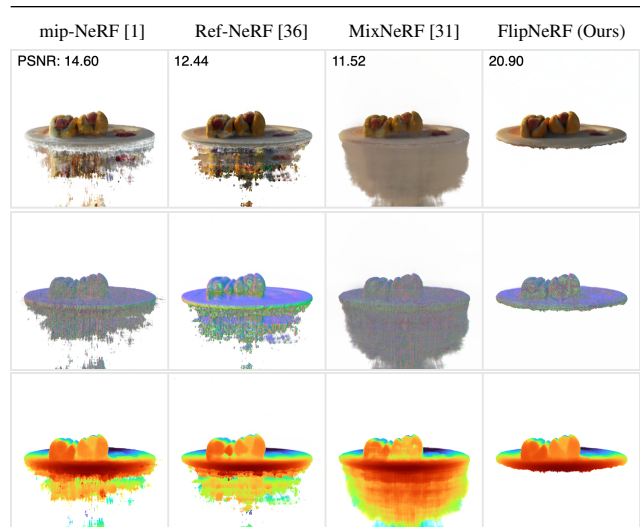 mip-NeRF [1] Ref-NeRF [36] MixNeRF [31] FlipNeRF (Ours)
PSNR: 14.60 12.44 11.52 20.90